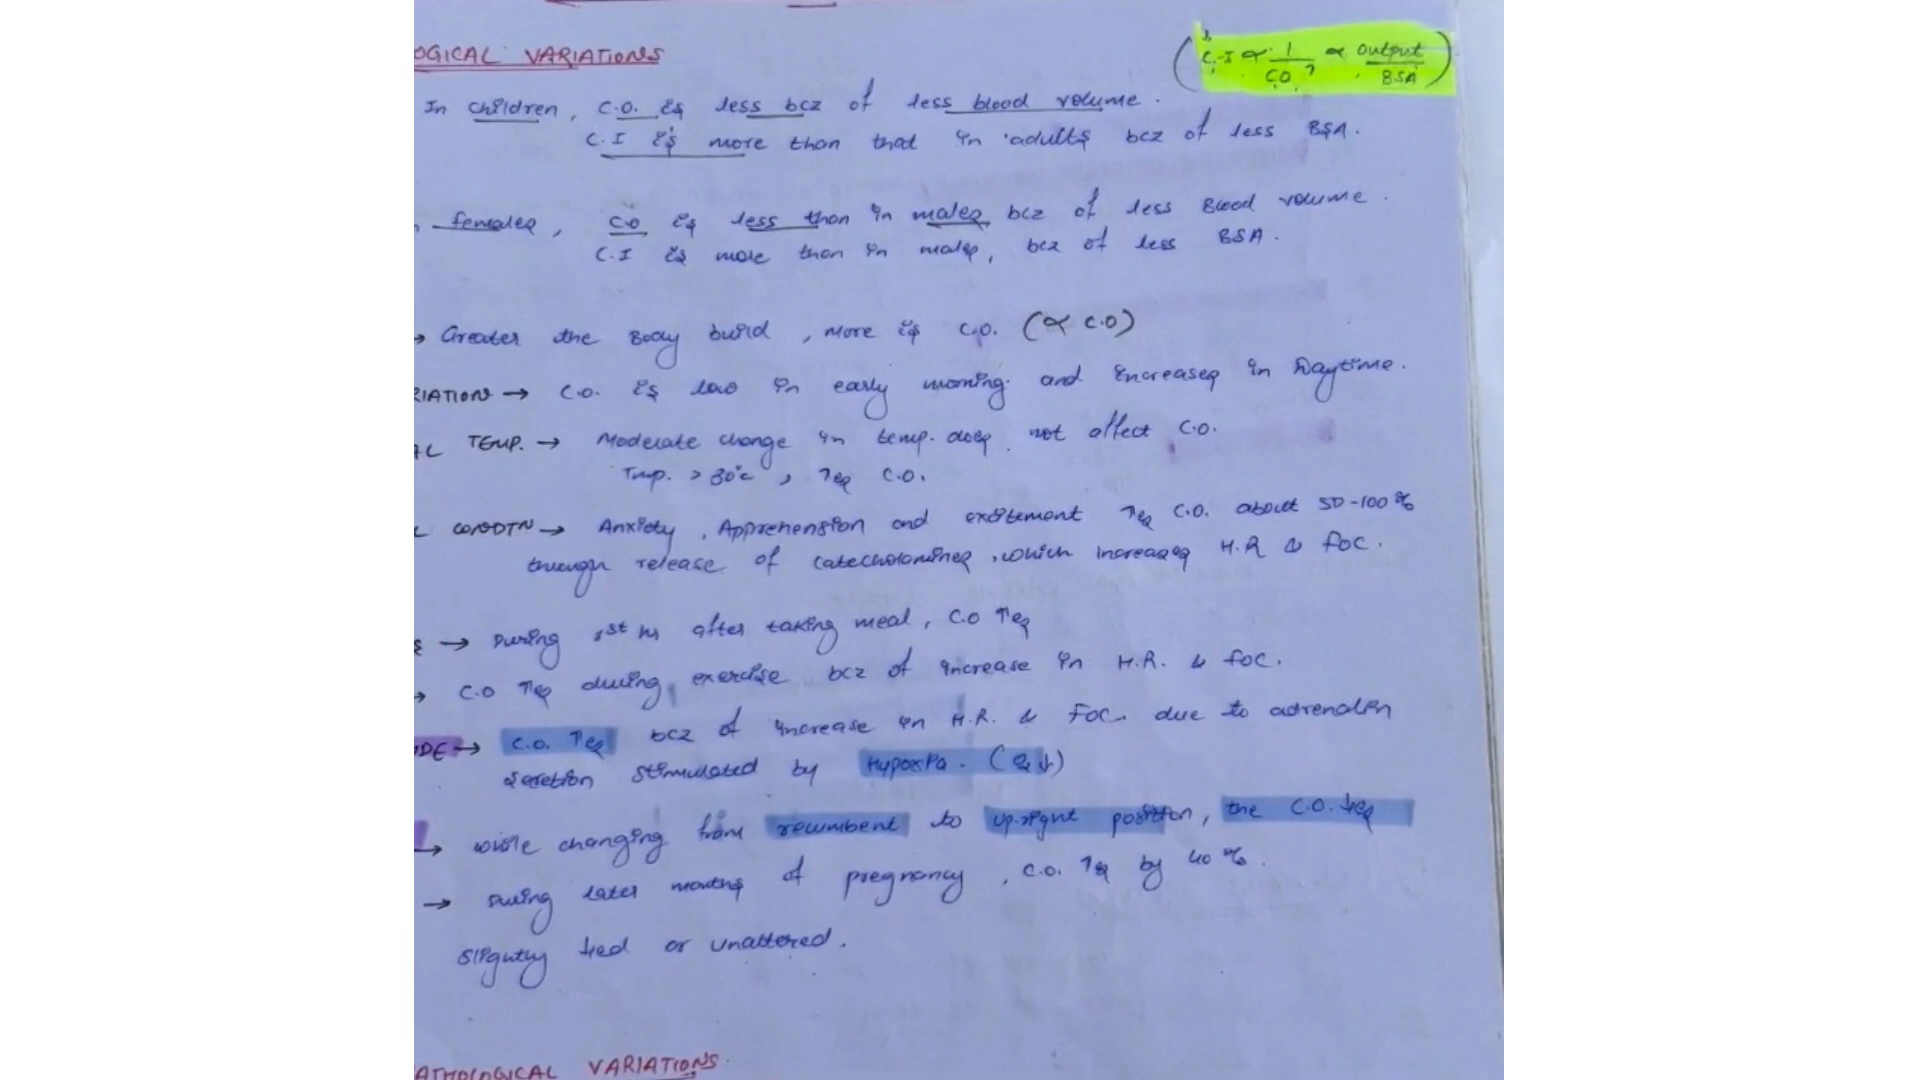 OGICAL VARIATIONS
(C.I ∝ 1/CO ? ∝ output/BSA)
In children, C.O. is less bcz of less blood volume.
C.I is more than that in adults bcz of less BSA.
females, CO is less than in males bcz of less Blood volume.
C.I is more than in males, bcz of less BSA.
→ Greater the Body build, more is C.O. (∝ C.O)
RIATION → C.O. is low in early morning and increases in Daytime.
AL TEMP. → Moderate change in temp. does not affect C.O.
Temp. > 30°c, ↑es C.O.
L CONDTN → Anxiety, Apprehension and excitement ↑es C.O. about 50-100%
through release of catecholamines, which increases H.R & FOC.
→ During 1st hr after taking meal, C.O ↑es
→ C.O ↑es during exercise bcz of increase in H.R. & FOC.
DE → C.O. ↑es bcz of increase in H.R. & FOC due to adrenalin
secretion stimulated by Hypoxia. (O₂↓)
→ while changing from recumbent to up-right position, the C.O. ↓es
→ During later months of pregnancy, C.O. ↑es by 40%.
slightly ↓ed or unaltered.
ATHOLOGICAL VARIATIONS